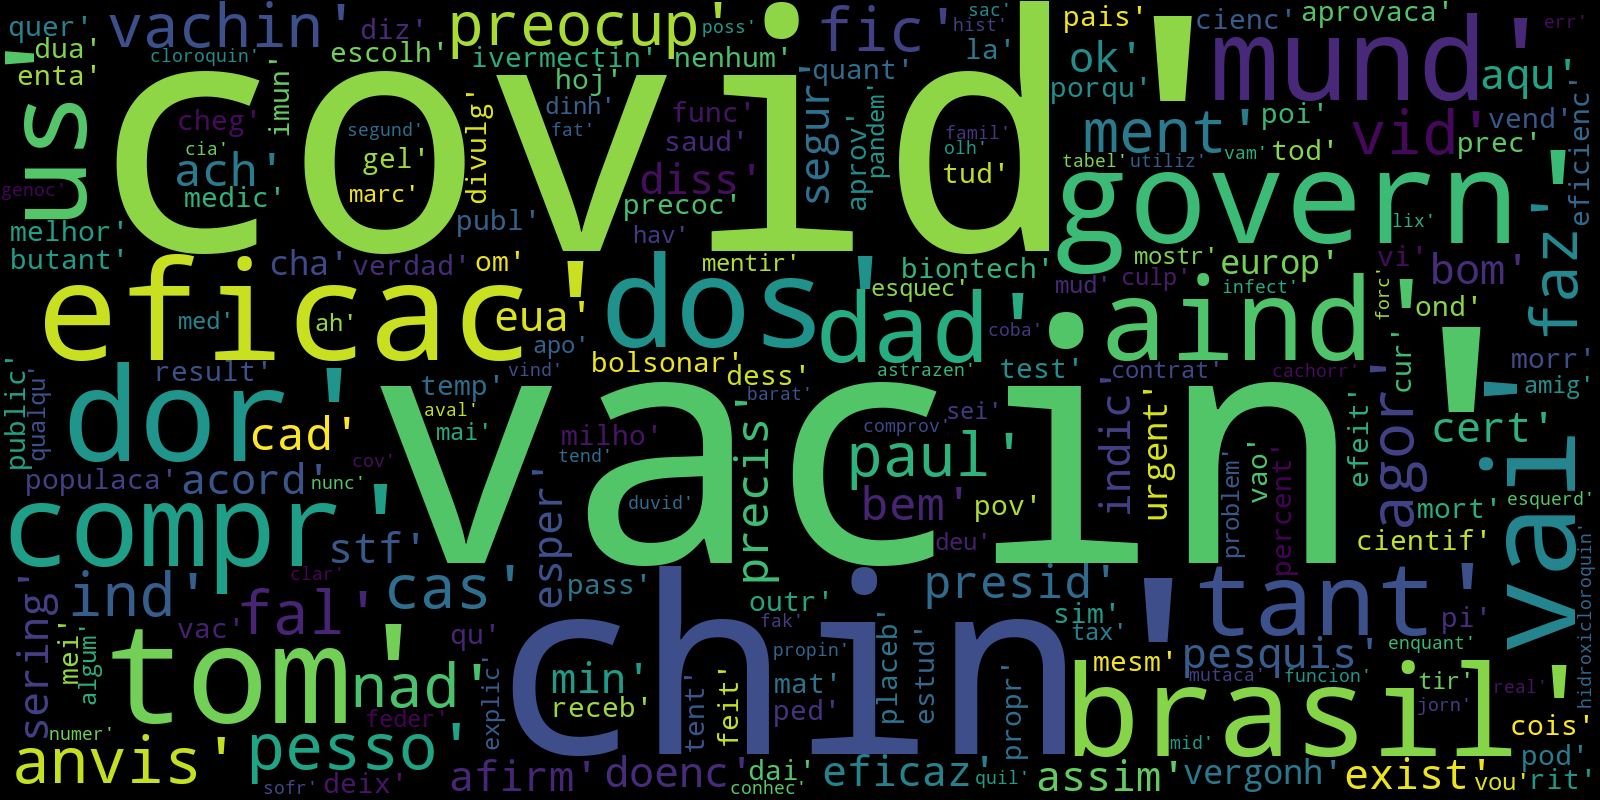 quer' vachin' diz' preocup' poss' fic' sac' hist' la' pais' cienc' aprovaca' err'
dua' cloroquin' escolh' ivermectin' nenhum' quant' ok' mund' aqu'
enta' imun' hoj' dinh' func' segur' porqu' eficienc'
us' covid' cheg' segund' divulg' fat' saud' aprov' pandem' famil' ment' poi' vid' vend'
cia' ach' gel' diss' olh' tud' tabel' utiliz' vam' tod' prec'
genoc' medic' marc' precoc' govern' lix' faz'
melhor' publ' hav'
butant' cha' verdad' om' mentir' biontech' mostr' europ' vi' bom'
eficac' eua' dos' dad' esquec' mud' culp' infect' aind' forc' ond'
med' ah' apo' coba'
public' qualqu' result' temp' vind' bolsonar' dess' astrazen' test' contrat' cachorr' cur' morr' amig'
dor' cad' aval' mai' milho' barat' sei' comprov' indic' urgent' efeit' agor' cert' val'
populaca' acord' cov' nunc' tend' precis' paul' vao' problem' percent'
compr' vacin' duvid' bem' pov' mort' esquerd'
stf' esper' deu' cientif' hidroxicloroquin'
sering' ind' clar' cas' pass' outr' presid' tant'
mei' algum' vac' fal' qu' fak' chin' placeb' estud' sim' tax' pi' enquant'
tom' nad' min' propin' mesm' pesquis'
explic' receb' tent' feit' mat' ped' propr' mutaca' funcion' tir' real'
numer' feder' brasil' jorn' cois'
anvis' pesso' mid' pod'
sofr' deix' afirm' doenc' dai' conhec' eficaz' quil' assim' vergonh' exist' vou' rit'